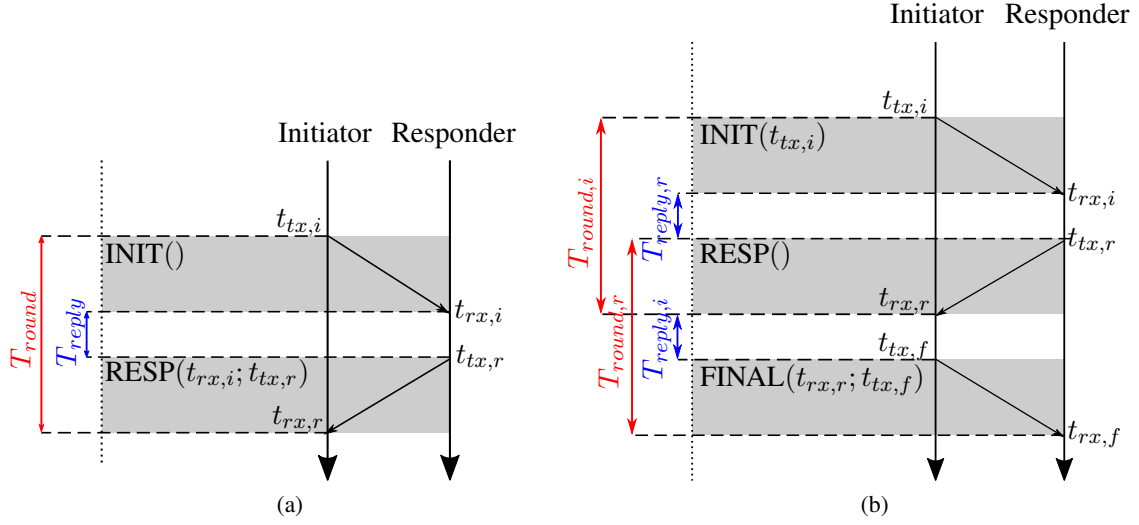 Initiator Responder
$t_{tx,i}$
INIT()
$t_{rx,i}$
$T_{round}$
$T_{reply}$
$t_{tx,r}$
RESP($t_{rx,i}; t_{tx,r}$)
$t_{rx,r}$
(a)
Initiator Responder
$t_{tx,i}$
INIT($t_{tx,i}$)
$t_{rx,i}$
$T_{round,i}$
$T_{reply,r}$
$t_{tx,r}$
RESP()
$t_{rx,r}$
$T_{round,r}$
$T_{reply,i}$
$t_{tx,f}$
FINAL($t_{rx,r}; t_{tx,f}$)
$t_{rx,f}$
(b)